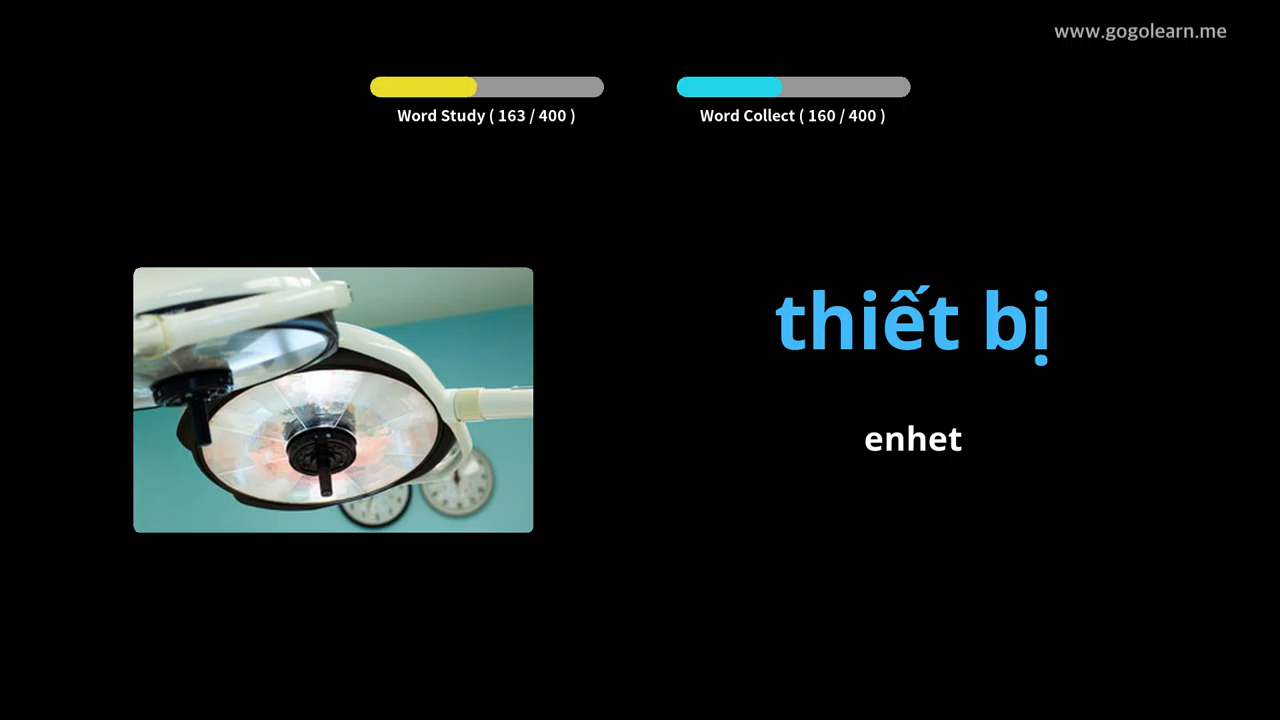 www.gogolearn.me
Word Study ( 163 / 400 )
Word Collect ( 160 / 400 )
thiết bị
enhet